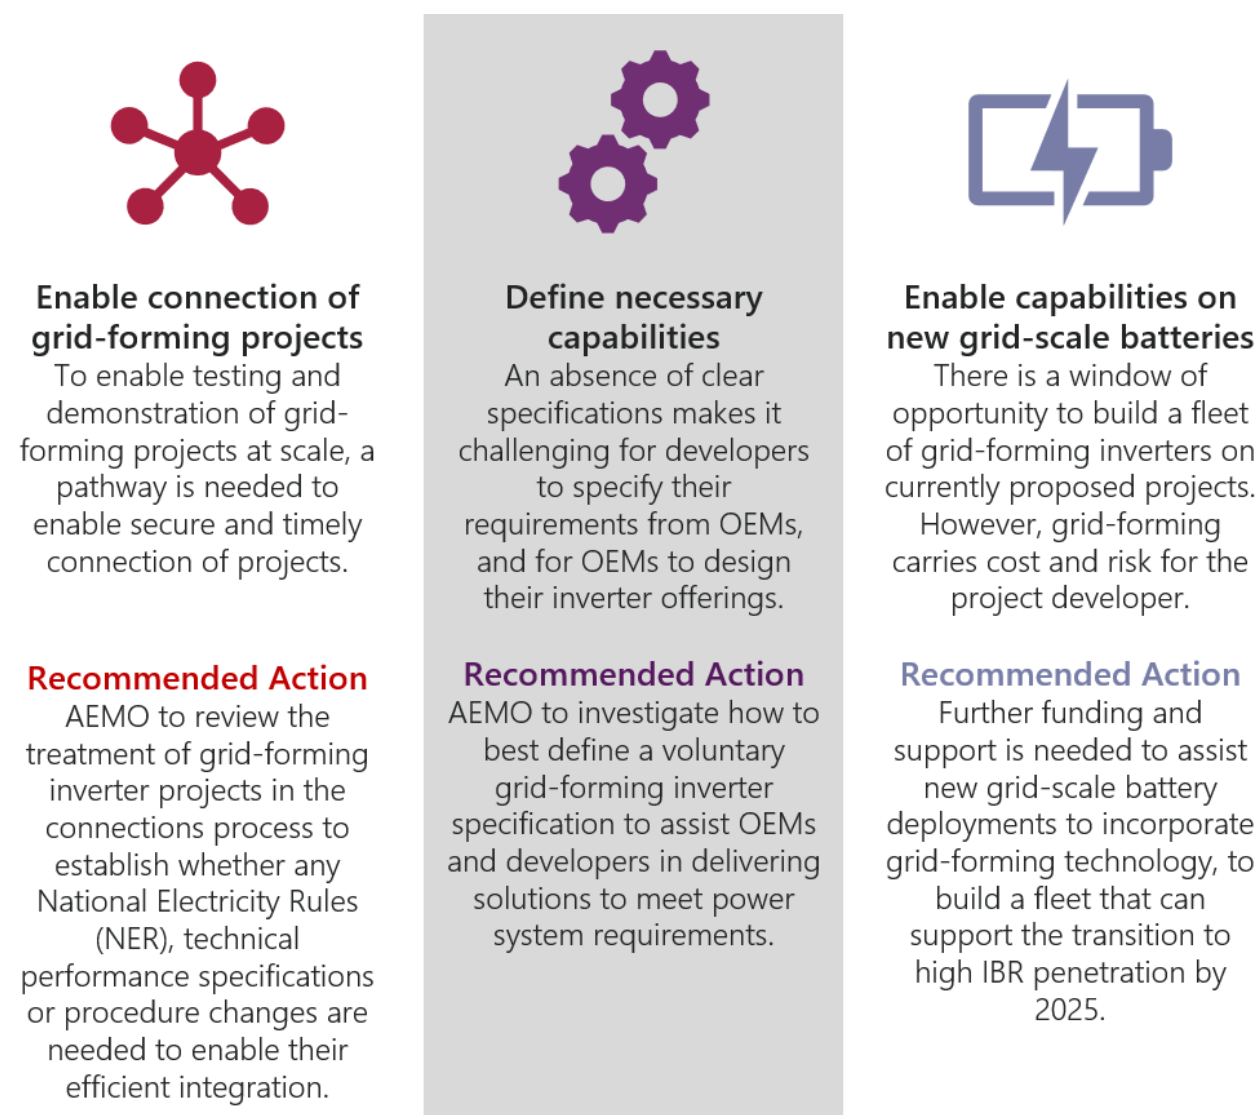 Enable connection of
grid-forming projects
To enable testing and
demonstration of grid-
forming projects at scale, a
pathway is needed to
enable secure and timely
connection of projects.
Recommended Action
AEMO to review the
treatment of grid-forming
inverter projects in the
connections process to
establish whether any
National Electricity Rules
(NER), technical
performance specifications
or procedure changes are
needed to enable their
efficient integration.
Define necessary
capabilities
An absence of clear
specifications makes it
challenging for developers
to specify their
requirements from OEMs,
and for OEMs to design
their inverter offerings.
Recommended Action
AEMO to investigate how to
best define a voluntary
grid-forming inverter
specification to assist OEMs
and developers in delivering
solutions to meet power
system requirements.
Enable capabilities on
new grid-scale batteries
There is a window of
opportunity to build a fleet
of grid-forming inverters on
currently proposed projects.
However, grid-forming
carries cost and risk for the
project developer.
Recommended Action
Further funding and
support is needed to assist
new grid-scale battery
deployments to incorporate
grid-forming technology, to
build a fleet that can
support the transition to
high IBR penetration by
2025.